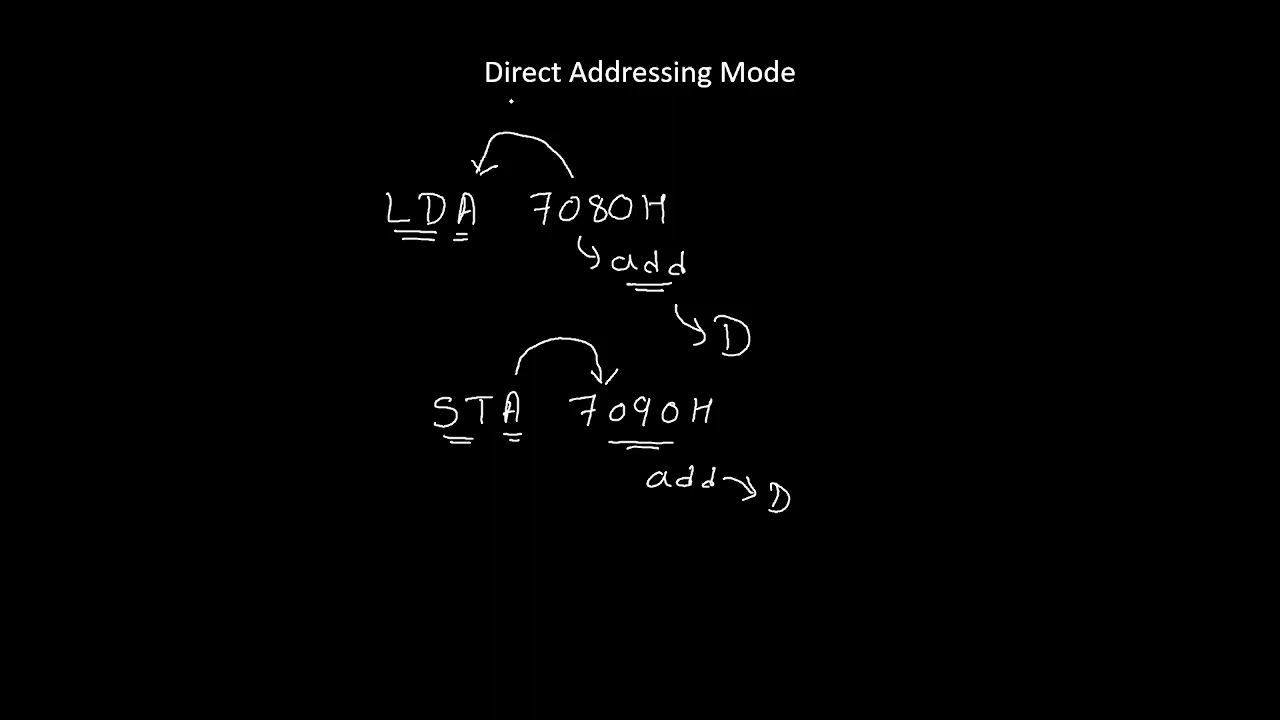 Direct Addressing Mode
LDA 7080H
add
D
STA 7090H
add D